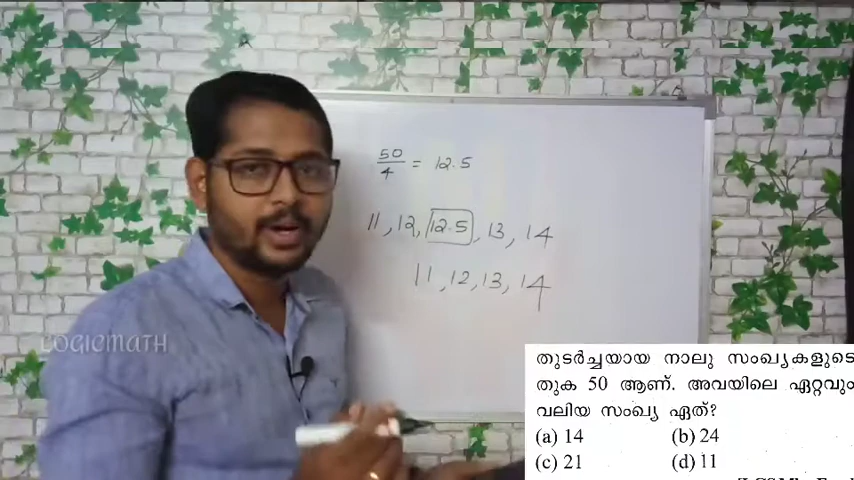 50/4 = 12.5
11, 12, 12.5, 13, 14
11, 12, 13, 14
LOGICMATH
തുടർച്ചയായ നാലു സംഖ്യകളുടെ
തുക 50 ആണ്. അവയിലെ ഏറ്റവും
വലിയ സംഖ്യ ഏത്?
(a) 14 (b) 24
(c) 21 (d) 11